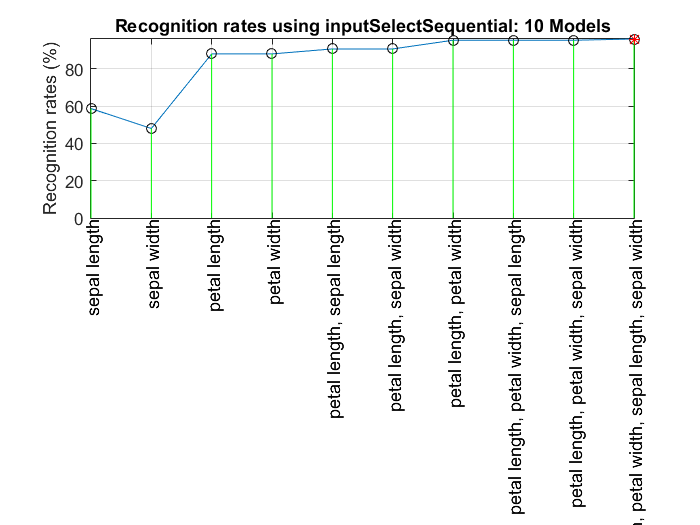 Recognition rates using inputSelectSequential: 10 Models
Recognition rates (%)
80
60
40
20
0
sepal length
sepal width
petal length
petal width
petal length, sepal length
petal length, sepal width
petal length, petal width
petal length, petal width, sepal length
petal length, petal width, sepal width
, petal width, sepal length, sepal width